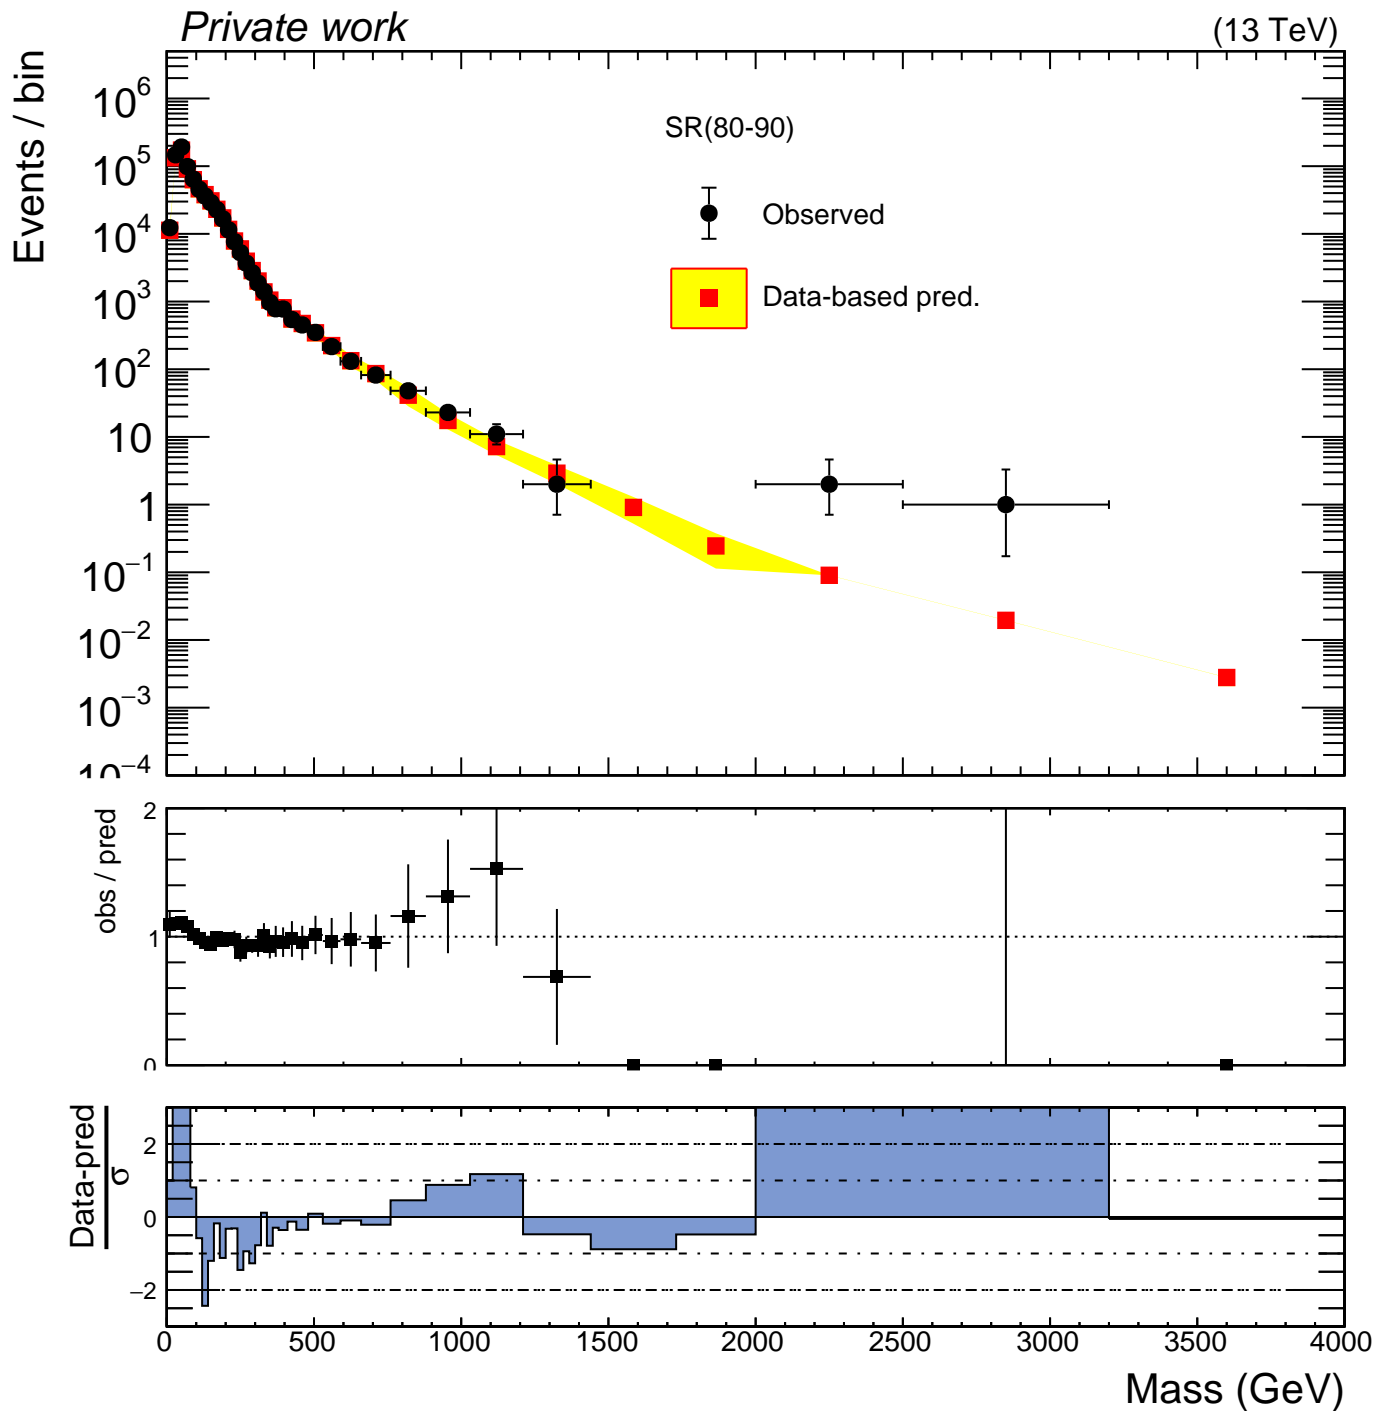 Private work (13 TeV)
Events / bin
10^6
10^5
10^4
10^3
10^2
10
1
10^−1
10^−2
10^−3
10^−4
SR(80-90)
Observed
Data-based pred.
obs / pred
2
1
0
Data-pred
σ
2
0
−2
0 500 1000 1500 2000 2500 3000 3500 4000
Mass (GeV)